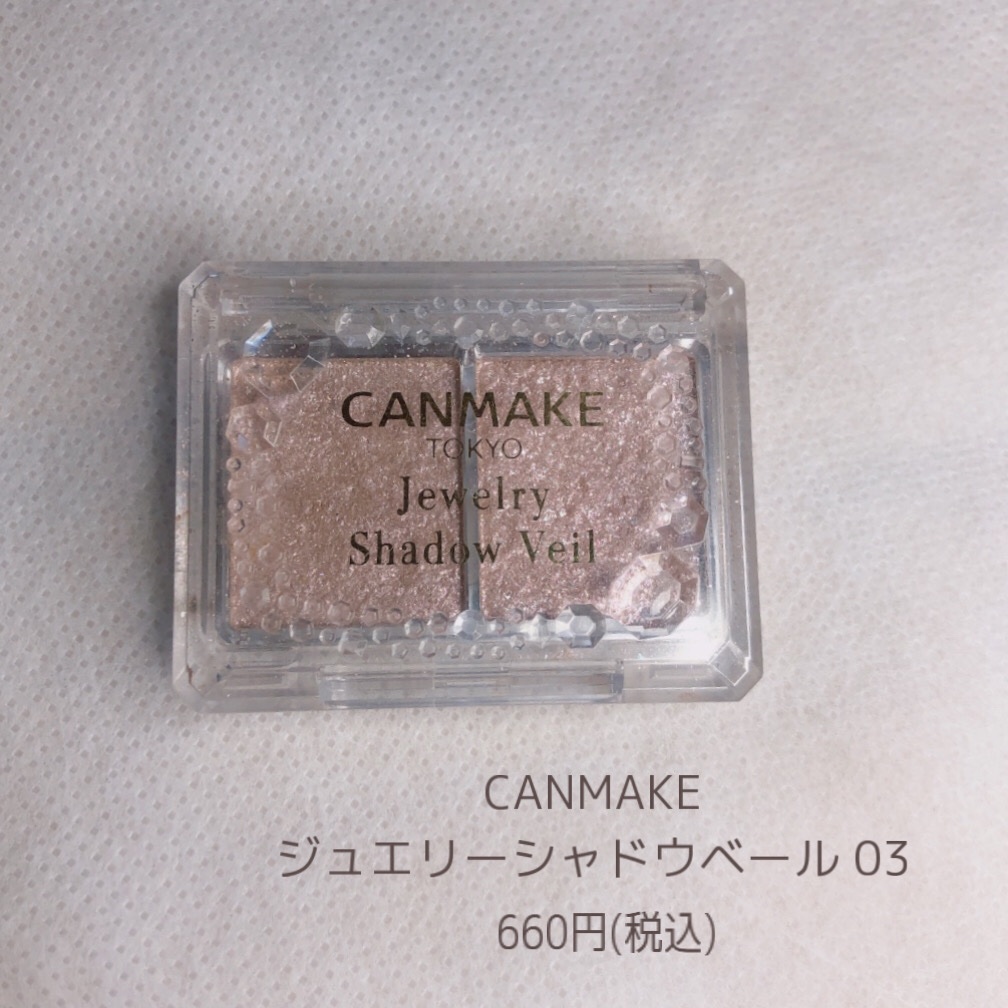 CANMAKE
TOKYO
Jewelry
Shadow Veil
CANMAKE
ジュエリーシャドウベール 03
660円(税込)